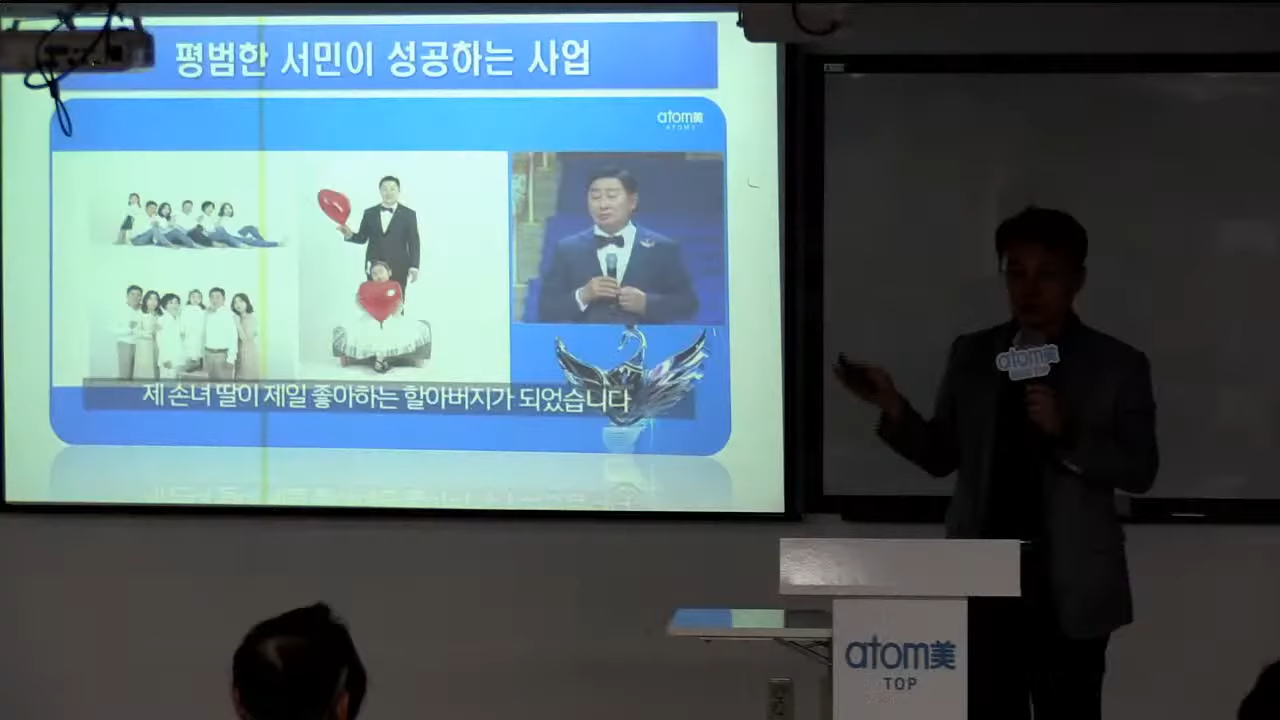 평범한 서민이 성공하는 사업
atom美
ATOMY
제 손녀 딸이 제일 좋아하는 할아버지가 되었습니다
atom美
atom美
TOP